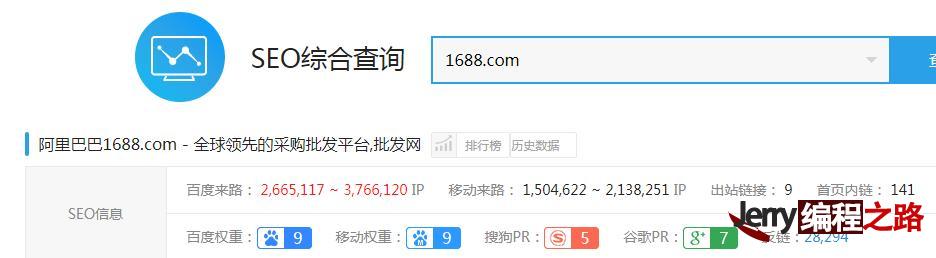 SEO综合查询
1688.com
阿里巴巴1688.com - 全球领先的采购批发平台,批发网 排行榜 历史数据
SEO信息
百度来路： 2,665,117 ~ 3,766,120 IP 移动来路： 1,504,622 ~ 2,138,251 IP 出站链接： 9 首页内链： 141
百度权重： 9 移动权重： 9 搜狗PR： S 5 谷歌PR： g+ 7 反链： 28,294
Jerry编程之路